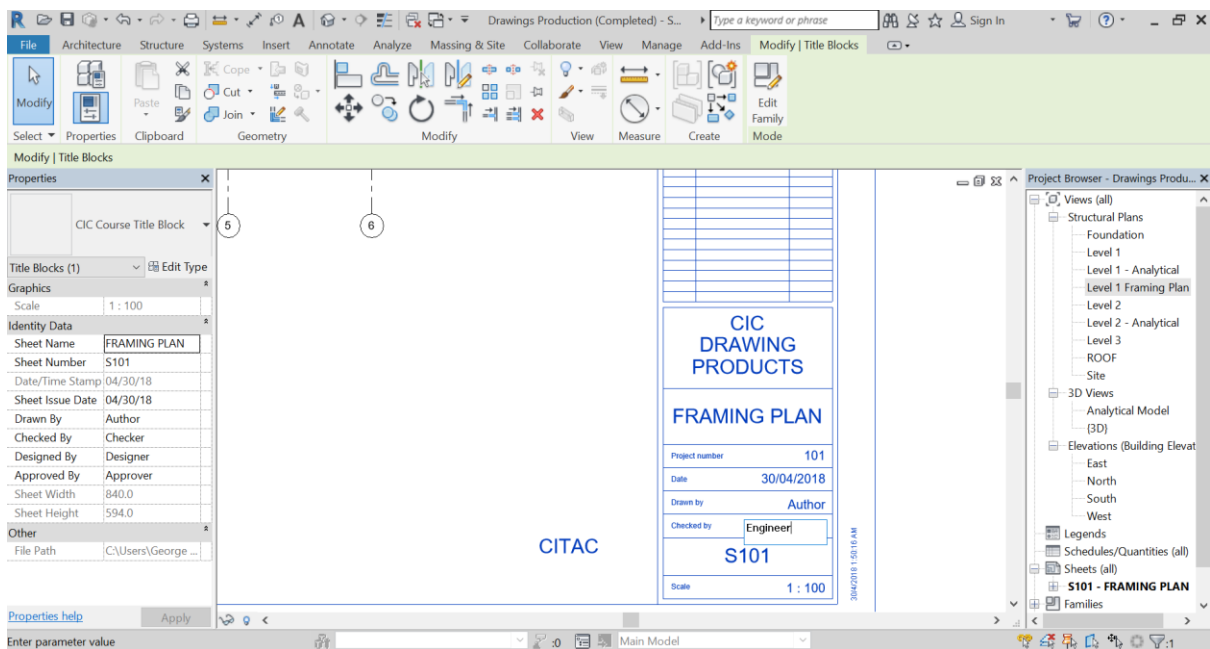 Drawings Production (Completed) - S...
Type a keyword or phrase
Sign In
File Architecture Structure Systems Insert Annotate Analyze Massing & Site Collaborate View Manage Add-Ins Modify | Title Blocks
Modify
Paste
Cope
Cut
Join
Edit
Family
Select Properties Clipboard Geometry Modify View Measure Create Mode
Modify | Title Blocks
Properties
CIC Course Title Block
Title Blocks (1) Edit Type
Graphics
Scale 1 : 100
Identity Data
Sheet Name FRAMING PLAN
Sheet Number S101
Date/Time Stamp 04/30/18
Sheet Issue Date 04/30/18
Drawn By Author
Checked By Checker
Designed By Designer
Approved By Approver
Sheet Width 840.0
Sheet Height 594.0
Other
File Path C:\Users\George ...
Properties help Apply
5
6
CIC
DRAWING
PRODUCTS
FRAMING PLAN
Project number 101
Date 30/04/2018
Drawn by Author
Checked by Engineer
S101
Scale 1 : 100
30/4/2018 1:50:16 AM
CITAC
Project Browser - Drawings Produ...
Views (all)
Structural Plans
Foundation
Level 1
Level 1 - Analytical
Level 1 Framing Plan
Level 2
Level 2 - Analytical
Level 3
ROOF
Site
3D Views
Analytical Model
{3D}
Elevations (Building Elevat
East
North
South
West
Legends
Schedules/Quantities (all)
Sheets (all)
S101 - FRAMING PLAN
Families
Enter parameter value
:0
Main Model
:1